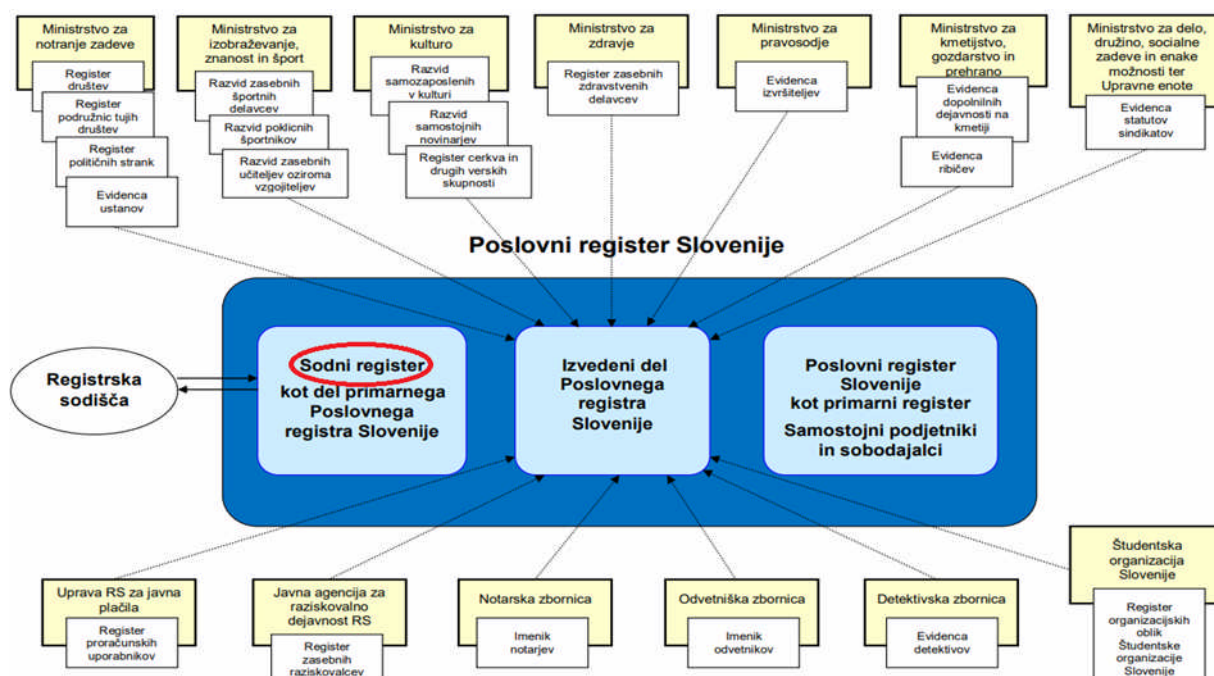 Ministrstvo za
notranje zadeve
Register
društev
Register
podružnic tujih
društev
Register
političnih strank
Evidenca
ustanov
Ministrstvo za
izobraževanje,
znanost in šport
Razvid
zasebnih
športnih
delavcev
Razvid poklicnih
športnikov
Razvid zasebnih
učiteljev oziroma
vzgojiteljev
Ministrstvo za
kulturo
Razvid
samozaposlenih
v kulturi
Razvid
samostojnih
novinarjev
Register cerkva in
drugih verskih
skupnosti
Ministrstvo za
zdravje
Register zasebnih
zdravstvenih
delavcev
Ministrstvo za
pravosodje
Evidenca
izvršiteljev
Ministrstvo za
kmetijstvo,
gozdarstvo in
prehrano
Evidenca
dopolnilnih
dejavnosti na
kmetiji
Evidenca
ribičev
Ministrstvo za delo,
družino, socialne
zadeve in enake
možnosti ter
Upravne enote
Evidenca
statutov
sindikatov
Poslovni register Slovenije
Registrska
sodišča
Sodni register
kot del primarnega
Poslovnega
registra Slovenije
Izvedeni del
Poslovnega
registra
Slovenije
Poslovni register
Slovenije
kot primarni register
Samostojni podjetniki
in sobodajalci
Uprava RS za javna
plačila
Register
proračunskih
uporabnikov
Javna agencija za
raziskovalno
dejavnost RS
Register
zasebnih
raziskovalcev
Notarska zbornica
Imenik
notarjev
Odvetniška zbornica
Imenik
odvetnikov
Detektivska zbornica
Evidenca
detektivov
Študentska
organizacija
Slovenije
Register
organizacijskih
oblik
Študentske
organizacije
Slovenije